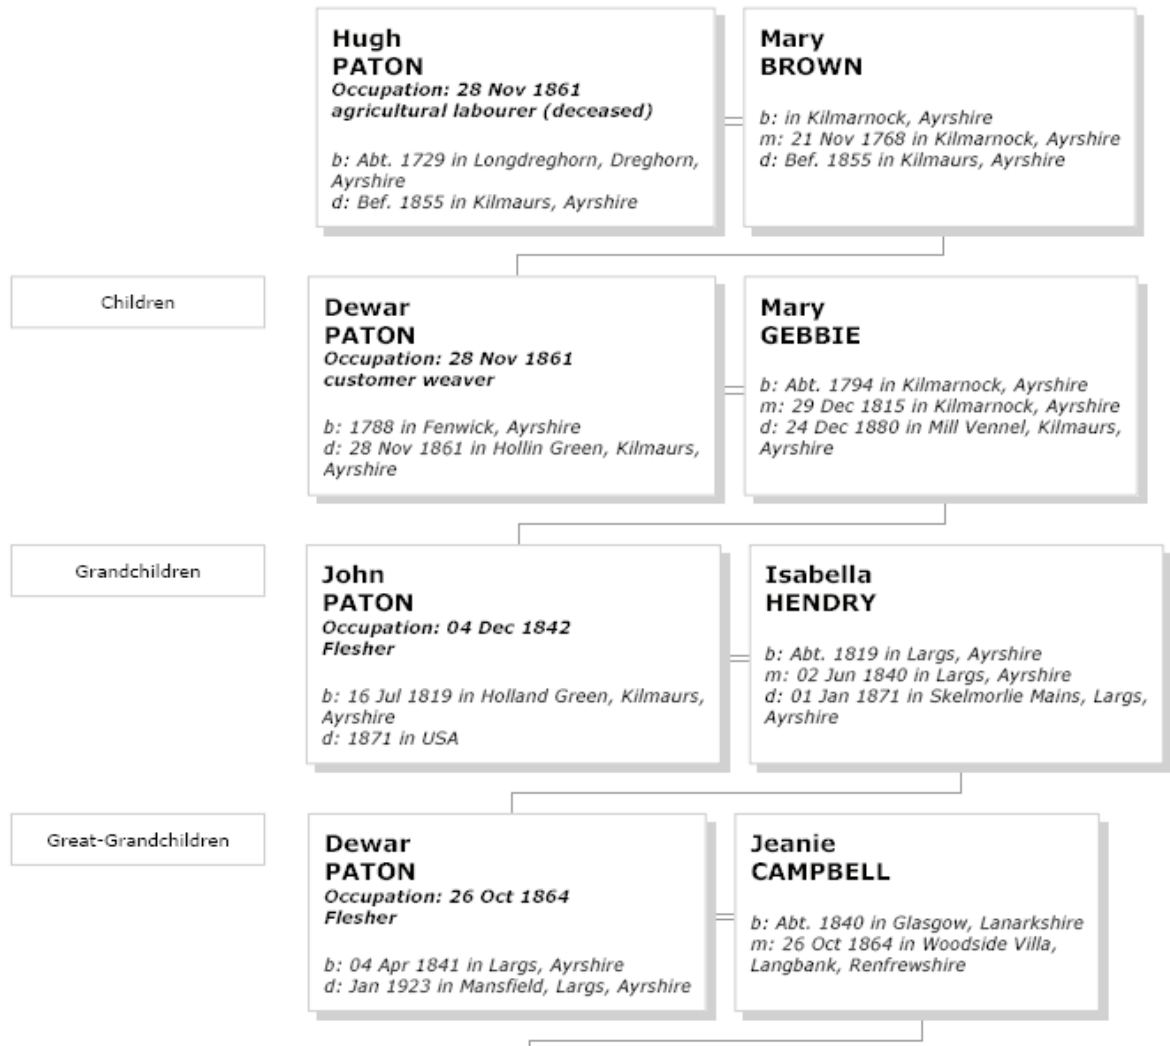 Hugh
PATON
Occupation: 28 Nov 1861
agricultural labourer (deceased)
b: Abt. 1729 in Longdreghorn, Dreghorn,
Ayrshire
d: Bef. 1855 in Kilmaurs, Ayrshire
Mary
BROWN
b: in Kilmarnock, Ayrshire
m: 21 Nov 1768 in Kilmarnock, Ayrshire
d: Bef. 1855 in Kilmaurs, Ayrshire
Children
Dewar
PATON
Occupation: 28 Nov 1861
customer weaver
b: 1788 in Fenwick, Ayrshire
d: 28 Nov 1861 in Hollin Green, Kilmaurs,
Ayrshire
Mary
GEBBIE
b: Abt. 1794 in Kilmarnock, Ayrshire
m: 29 Dec 1815 in Kilmarnock, Ayrshire
d: 24 Dec 1880 in Mill Vennel, Kilmaurs,
Ayrshire
Grandchildren
John
PATON
Occupation: 04 Dec 1842
Flesher
b: 16 Jul 1819 in Holland Green, Kilmaurs,
Ayrshire
d: 1871 in USA
Isabella
HENDRY
b: Abt. 1819 in Largs, Ayrshire
m: 02 Jun 1840 in Largs, Ayrshire
d: 01 Jan 1871 in Skelmorlie Mains, Largs,
Ayrshire
Great-Grandchildren
Dewar
PATON
Occupation: 26 Oct 1864
Flesher
b: 04 Apr 1841 in Largs, Ayrshire
d: Jan 1923 in Mansfield, Largs, Ayrshire
Jeanie
CAMPBELL
b: Abt. 1840 in Glasgow, Lanarkshire
m: 26 Oct 1864 in Woodside Villa,
Langbank, Renfrewshire